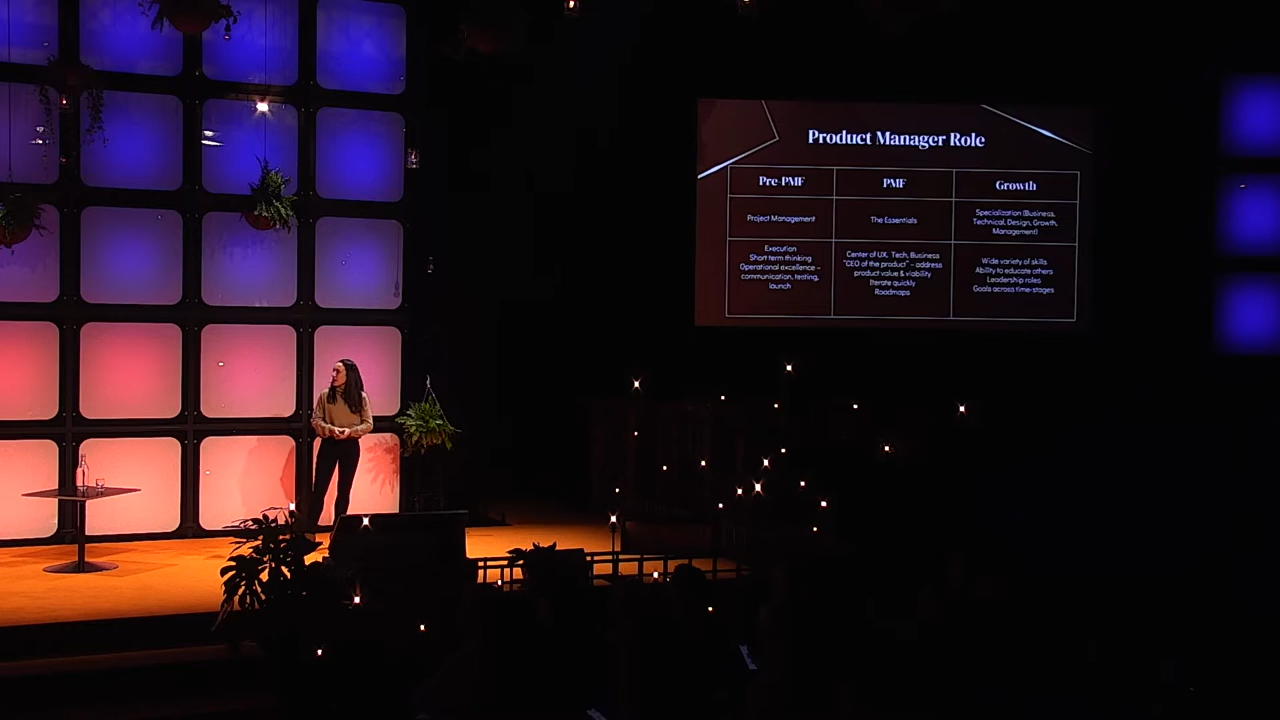 Product Manager Role
Pre-PMF
PMF
Growth
Project Management
The Essentials
Specialization (Business,
Technical, Design, Growth,
Management)
Execution
Short term thinking
Operational excellence –
communication, testing,
launch
Center of UX, Tech, Business
"CEO of the product" – address
product value & viability
Iterate quickly
Roadmaps
Wide variety of skills
Ability to educate others
Leadership roles
Goals across time-stages